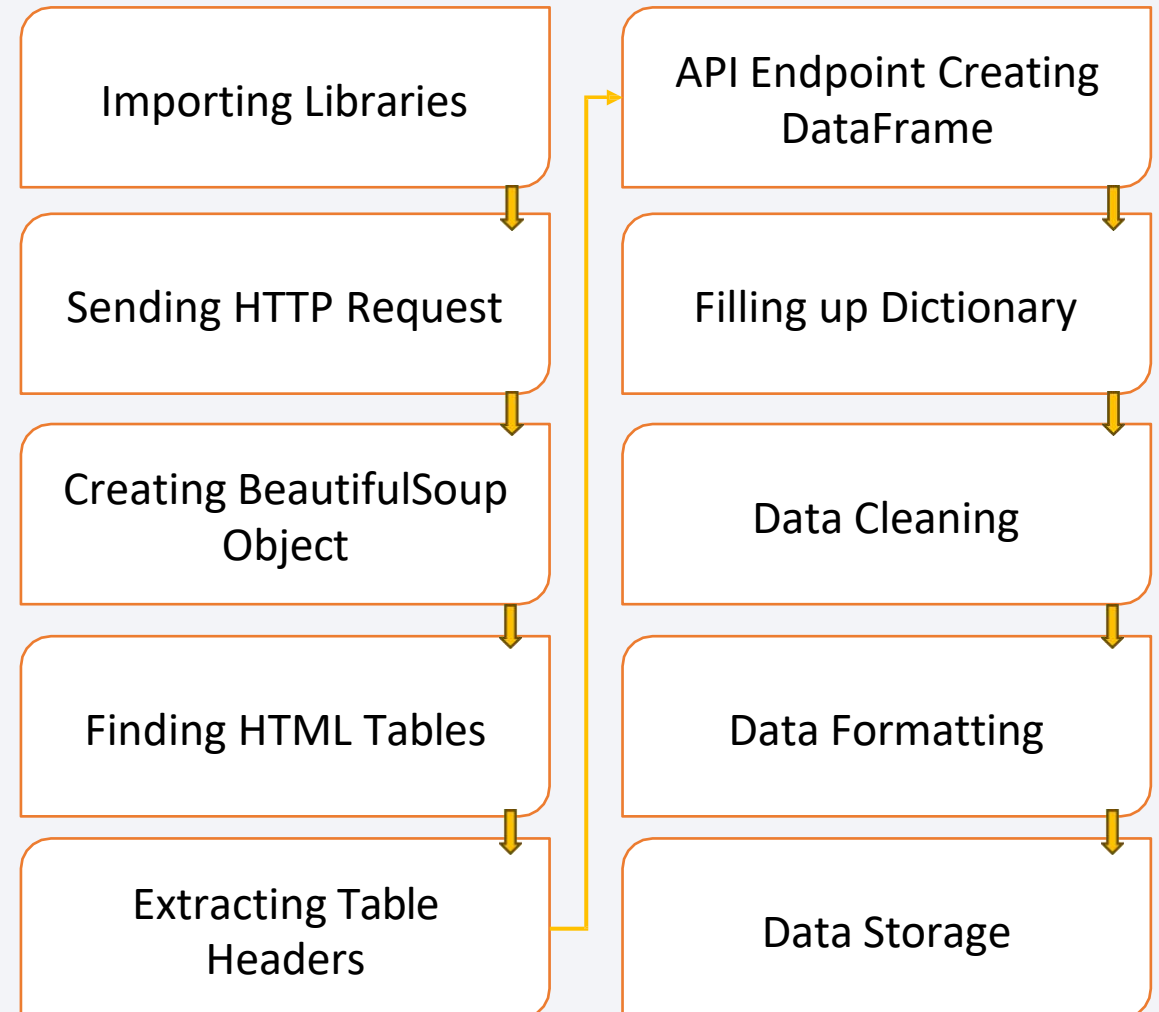 Importing Libraries
Sending HTTP Request
Creating BeautifulSoup
Object
Finding HTML Tables
Extracting Table
Headers
API Endpoint Creating
DataFrame
Filling up Dictionary
Data Cleaning
Data Formatting
Data Storage